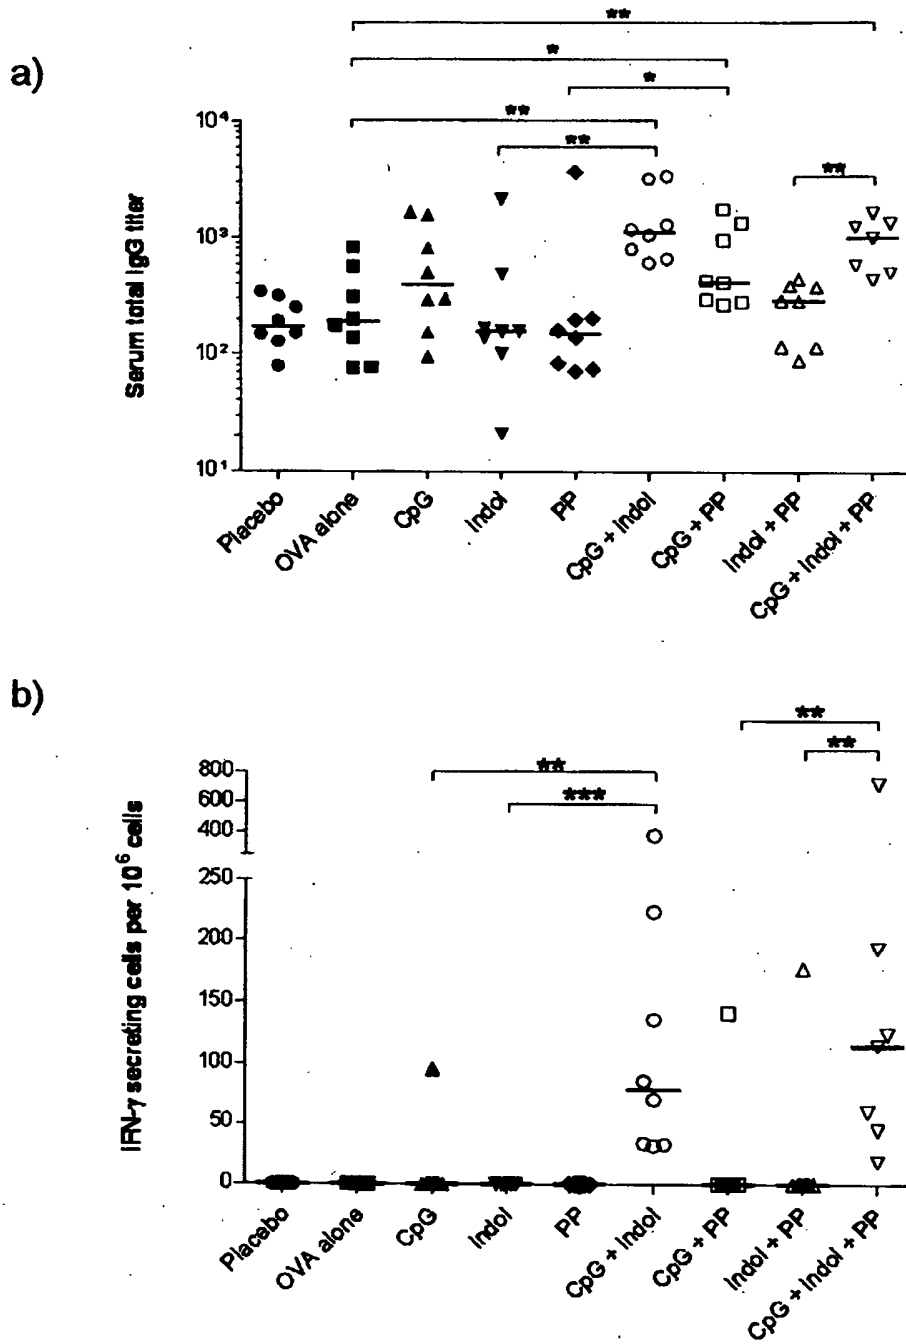 a)
**
*
*
**
**
**
Serum total IgG titer
10⁴
10³
10²
10¹
Placebo
OVA alone
CpG
Indol
PP
CpG + Indol
CpG + PP
Indol + PP
CpG + Indol + PP
b)
**
**
**
***
IFN-γ secreting cells per 10⁶ cells
800
600
400
250
200
150
100
50
0
Placebo
OVA alone
CpG
Indol
PP
CpG + Indol
CpG + PP
Indol + PP
CpG + Indol + PP